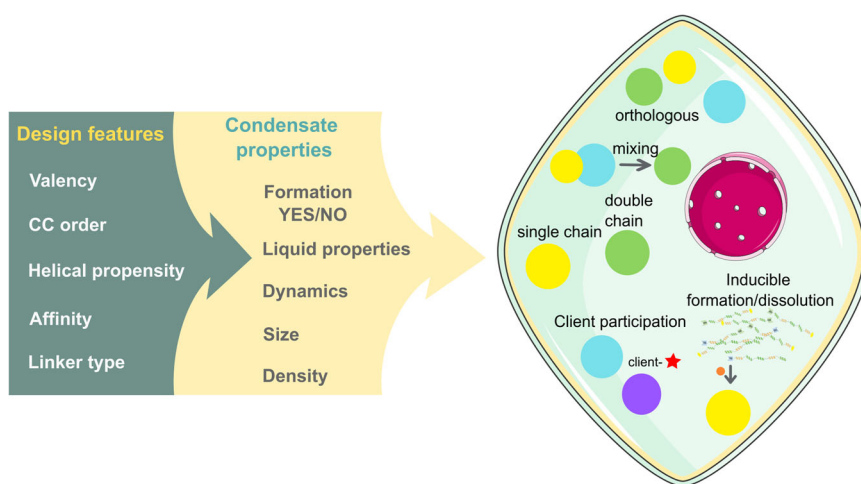 Design features
Valency
CC order
Helical propensity
Affinity
Linker type
Condensate
properties
Formation
YES/NO
Liquid properties
Dynamics
Size
Density
orthologous
mixing
double
chain
single chain
Inducible
formation/dissolution
Client participation
client-